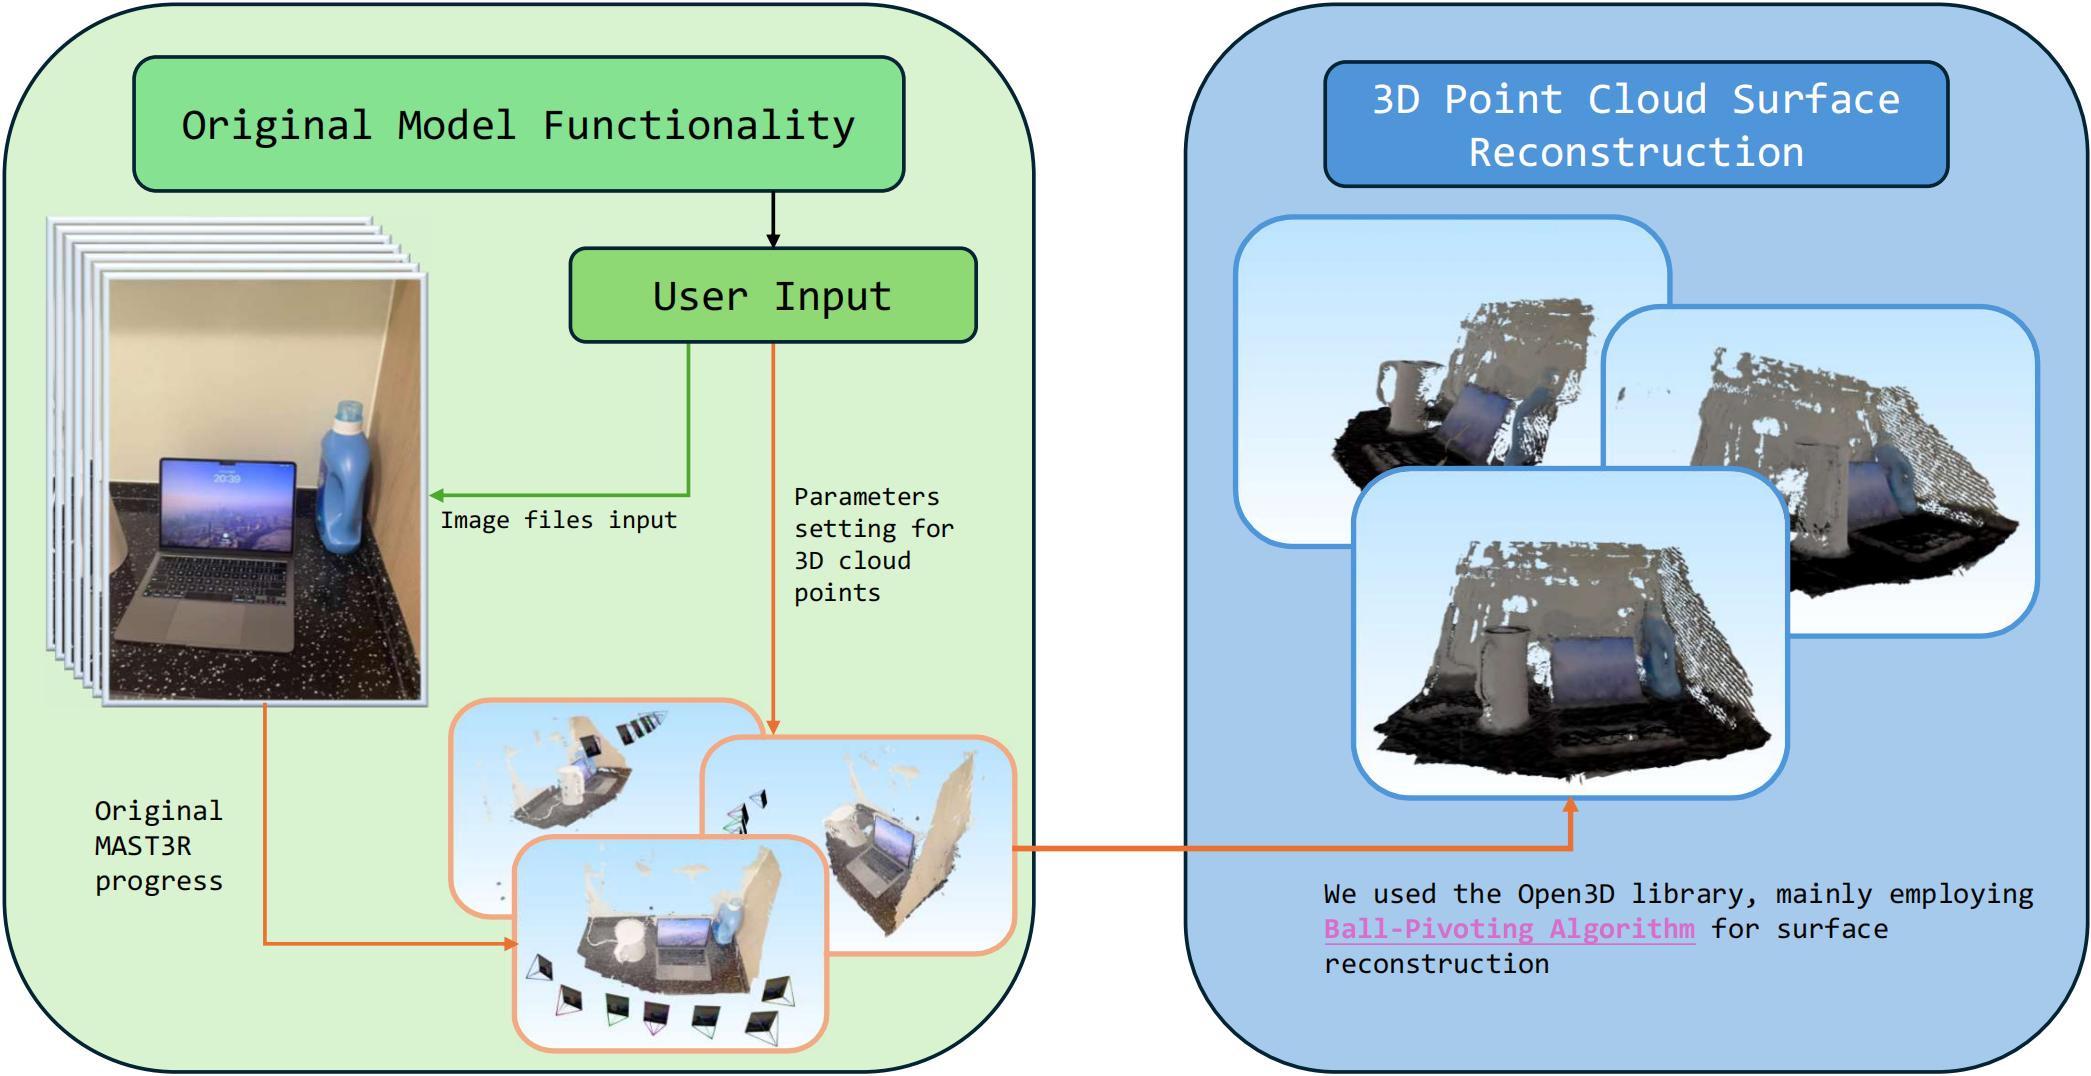 Original Model Functionality
User Input
20:39
Image files input
Parameters
setting for
3D cloud
points
Original
MAST3R
progress
3D Point Cloud Surface
Reconstruction
We used the Open3D library, mainly employing
Ball-Pivoting Algorithm for surface
reconstruction